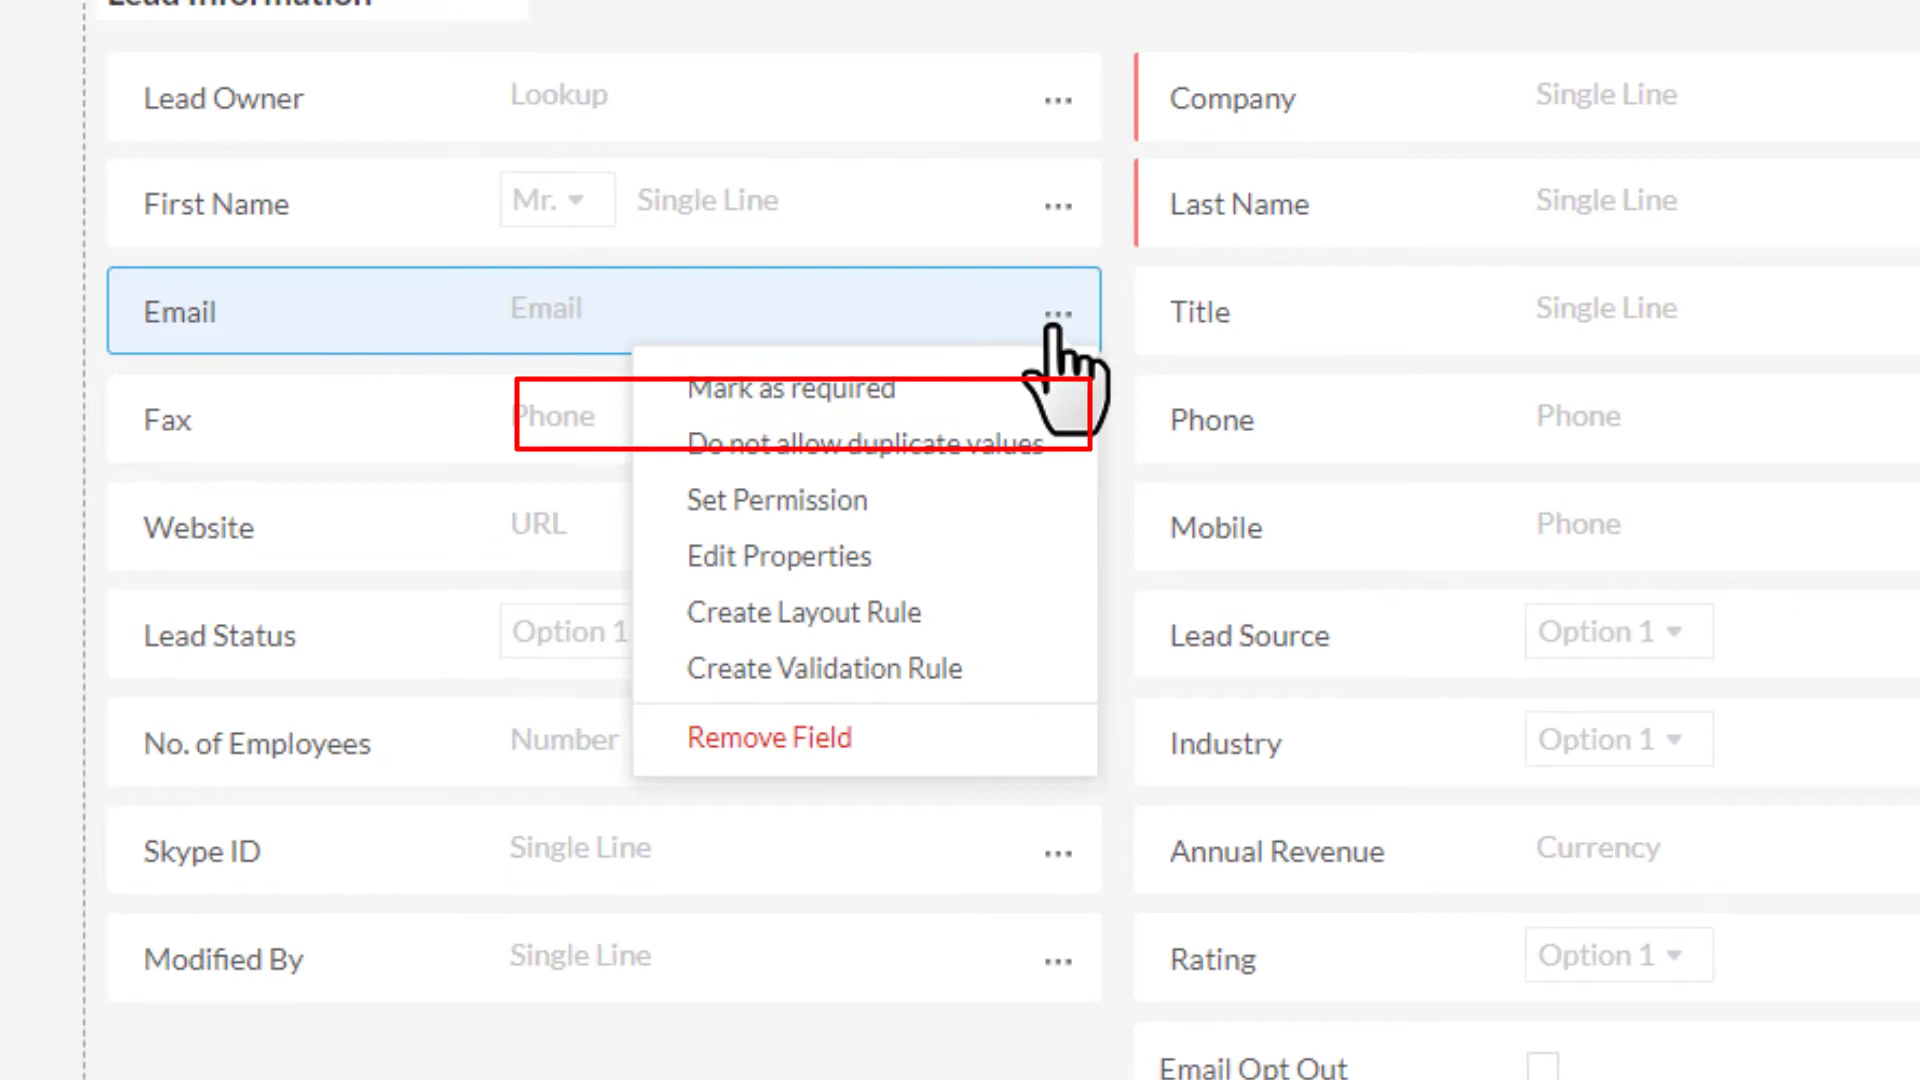 Lead Information
Lead Owner Lookup ... Company Single Line
First Name Mr. Single Line ... Last Name Single Line
Email Email ... Title Single Line
Mark as required
Fax Phone Phone Phone
Do not allow duplicate values
Set Permission
Website URL Mobile Phone
Edit Properties
Create Layout Rule
Lead Status Option 1 Lead Source Option 1
Create Validation Rule
No. of Employees Number Remove Field Industry Option 1
Skype ID Single Line ... Annual Revenue Currency
Modified By Single Line ... Rating Option 1
Email Opt Out